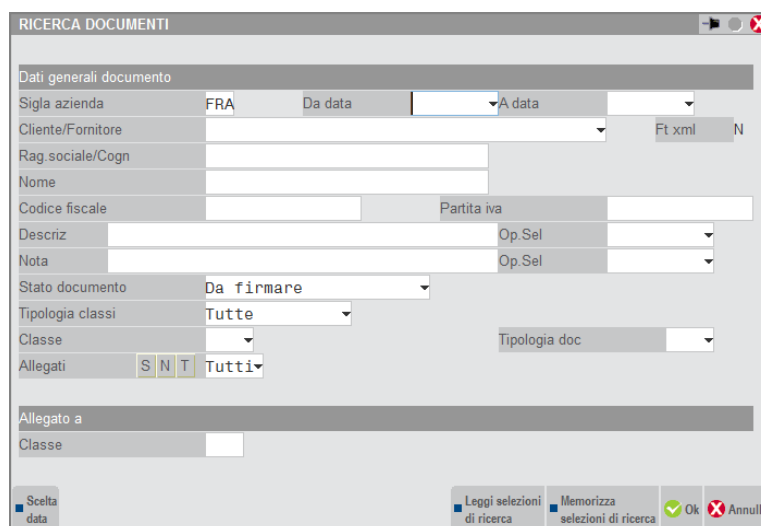 RICERCA DOCUMENTI
Dati generali documento
Sigla azienda FRA Da data A data
Cliente/Fornitore Ft xml N
Rag.sociale/Cogn
Nome
Codice fiscale Partita iva
Descriz Op.Sel
Nota Op.Sel
Stato documento Da firmare
Tipologia classi Tutte
Classe Tipologia doc
Allegati S N T Tutti
Allegato a
Classe
Scelta data
Leggi selezioni di ricerca
Memorizza selezioni di ricerca
Ok
Annull